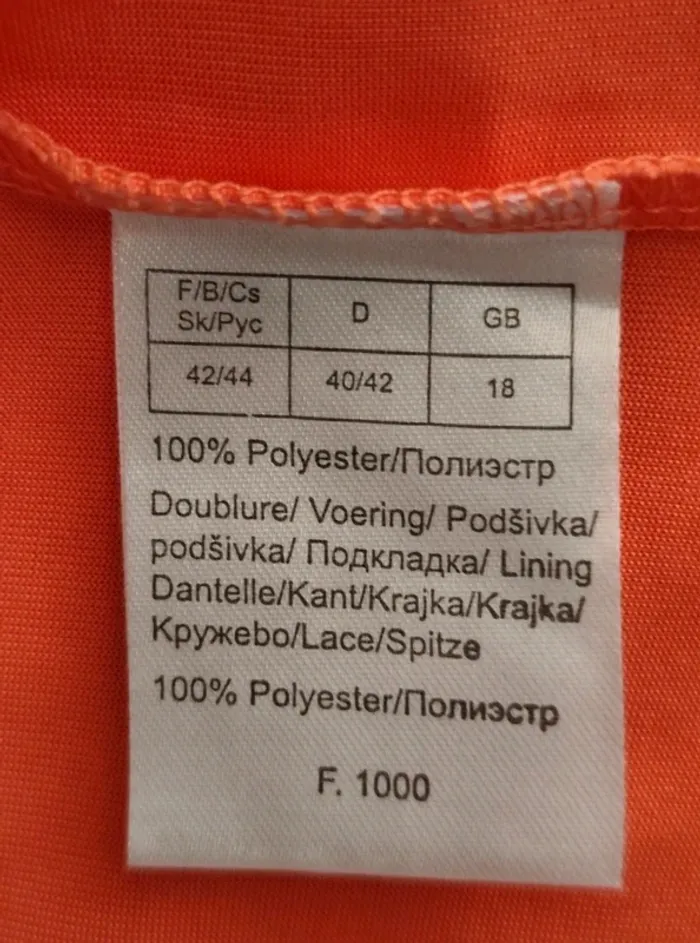 F/B/Cs
Sk/Рус
D
GB
42/44
40/42
18
100% Polyester/Полиэстр
Doublure/ Voering/ Podšivka/
podšivka/ Подкладка/ Lining
Dantelle/Kant/Krajka/Krajka/
Кружеbо/Lace/Spitze
100% Polyester/Полиэстр
F. 1000